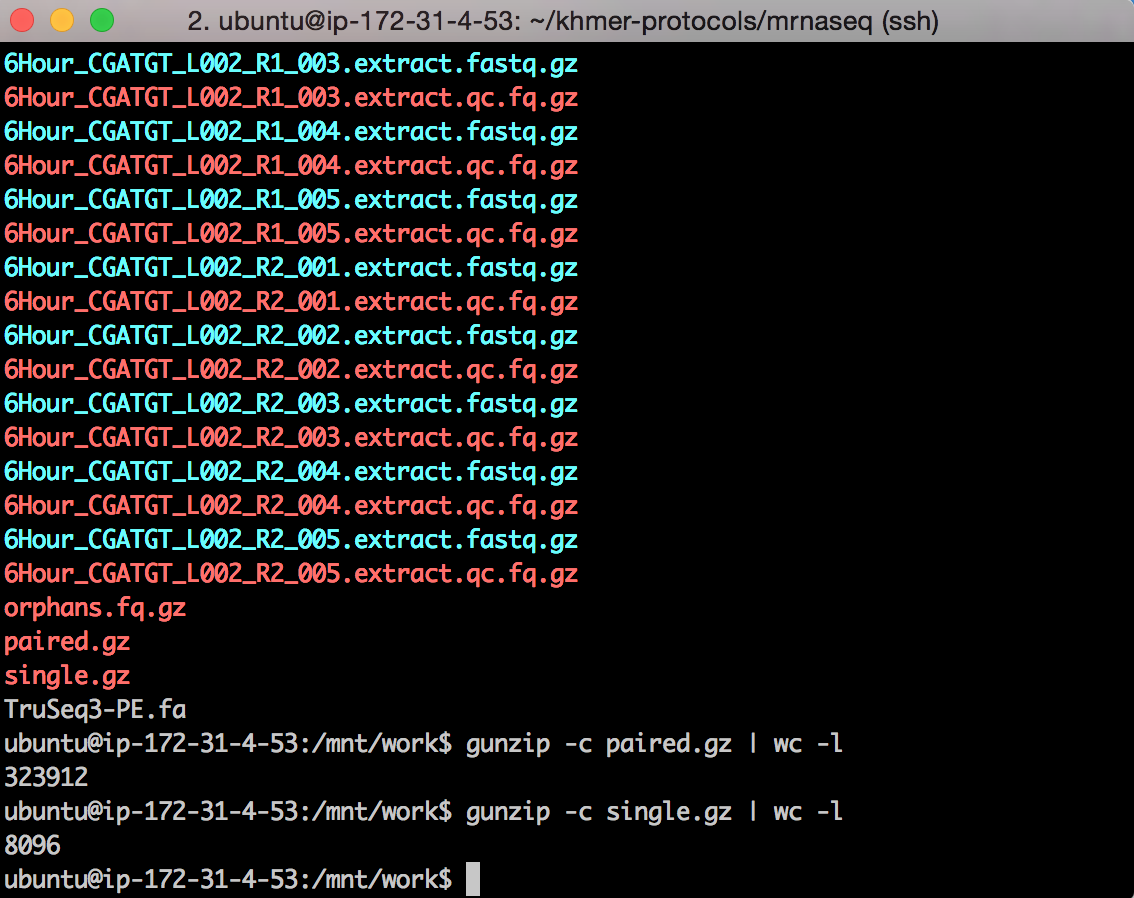 2. ubuntu@ip-172-31-4-53: ~/khmer-protocols/mrnaseq (ssh)
6Hour_CGATGT_L002_R1_003.extract.fastq.gz
6Hour_CGATGT_L002_R1_003.extract.qc.fq.gz
6Hour_CGATGT_L002_R1_004.extract.fastq.gz
6Hour_CGATGT_L002_R1_004.extract.qc.fq.gz
6Hour_CGATGT_L002_R1_005.extract.fastq.gz
6Hour_CGATGT_L002_R1_005.extract.qc.fq.gz
6Hour_CGATGT_L002_R2_001.extract.fastq.gz
6Hour_CGATGT_L002_R2_001.extract.qc.fq.gz
6Hour_CGATGT_L002_R2_002.extract.fastq.gz
6Hour_CGATGT_L002_R2_002.extract.qc.fq.gz
6Hour_CGATGT_L002_R2_003.extract.fastq.gz
6Hour_CGATGT_L002_R2_003.extract.qc.fq.gz
6Hour_CGATGT_L002_R2_004.extract.fastq.gz
6Hour_CGATGT_L002_R2_004.extract.qc.fq.gz
6Hour_CGATGT_L002_R2_005.extract.fastq.gz
6Hour_CGATGT_L002_R2_005.extract.qc.fq.gz
orphans.fq.gz
paired.gz
single.gz
TruSeq3-PE.fa
ubuntu@ip-172-31-4-53:/mnt/work$ gunzip -c paired.gz | wc -l
323912
ubuntu@ip-172-31-4-53:/mnt/work$ gunzip -c single.gz | wc -l
8096
ubuntu@ip-172-31-4-53:/mnt/work$